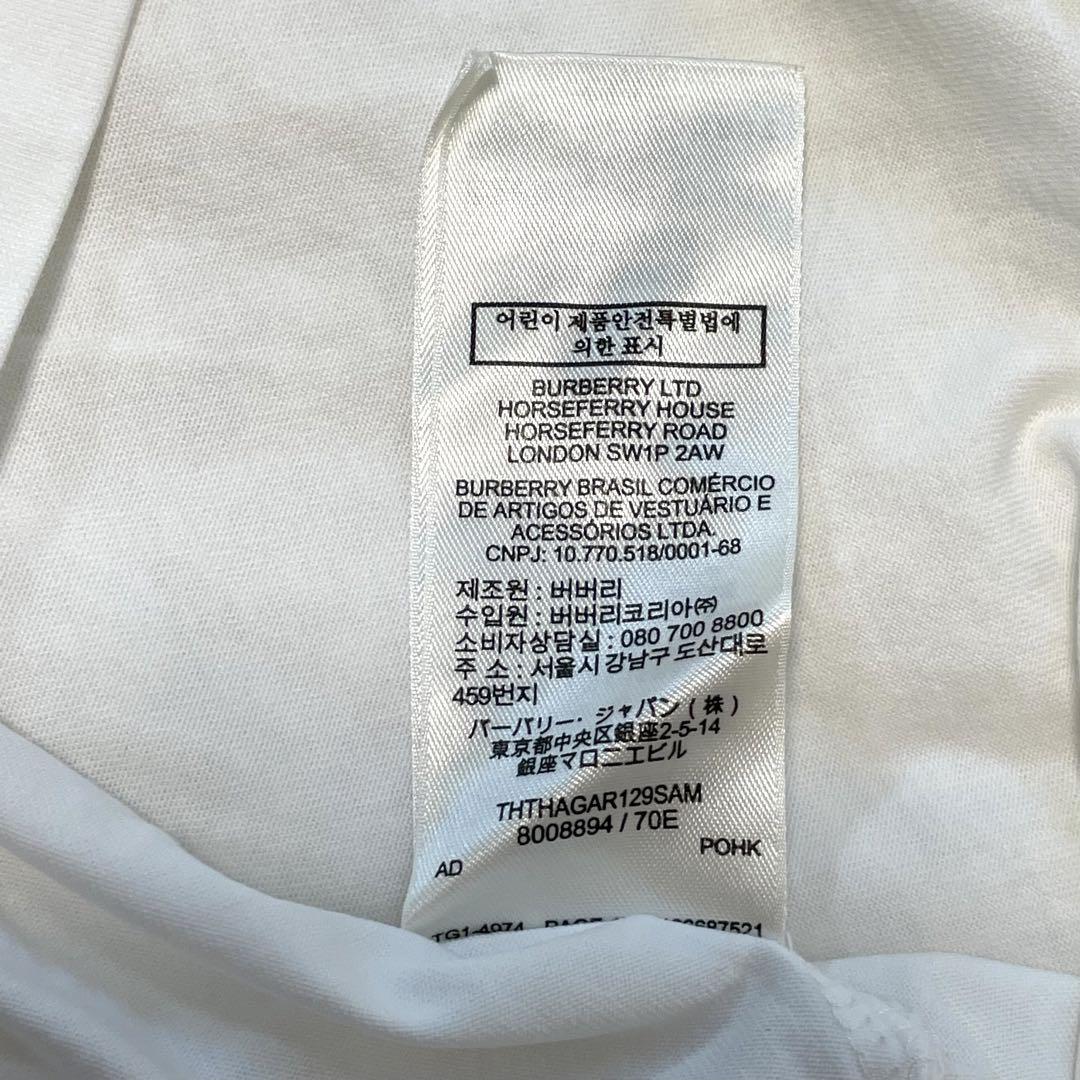 어린이 제품안전특별법에
의한 표시
BURBERRY LTD
HORSEFERRY HOUSE
HORSEFERRY ROAD
LONDON SW1P 2AW
BURBERRY BRASIL COMÉRCIO
DE ARTIGOS DE VESTUÁRIO E
ACESSÓRIOS LTDA.
CNPJ: 10.770.518/0001-68
제조원 : 버버리
수입원 : 버버리코리아㈜
소비자상담실 : 080 700 8800
주 소 : 서울시 강남구 도산대로
459번지
バーバリー・ジャパン ( 株 )
東京都中央区銀座2-5-14
銀座マロニエビル
THTHAGAR129SAM
8008894 / 70E
AD POHK
TG1-4974